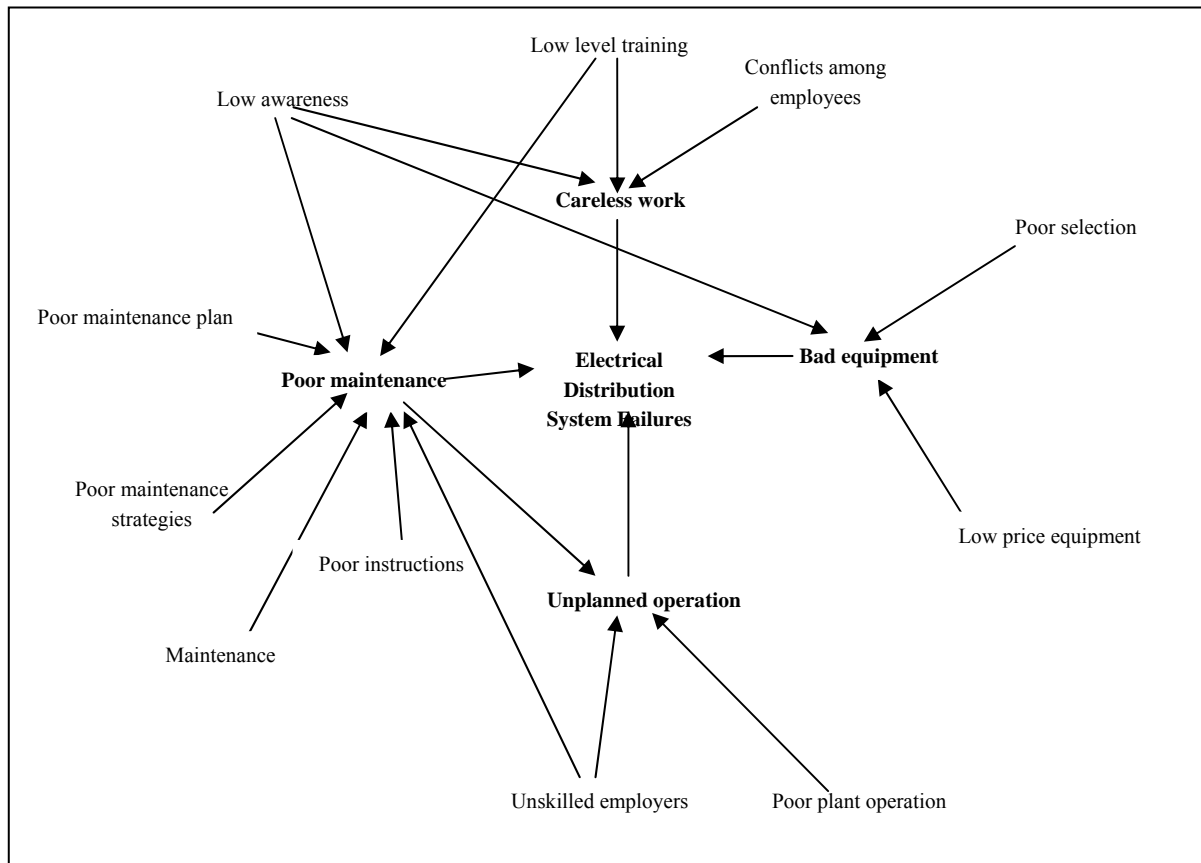 Low level training
Conflicts among
employees
Low awareness
Careless work
Poor selection
Poor maintenance plan
Bad equipment
Electrical
Distribution
System Failures
Poor maintenance
Poor maintenance
strategies
Low price equipment
Poor instructions
Unplanned operation
Maintenance
Unskilled employers
Poor plant operation